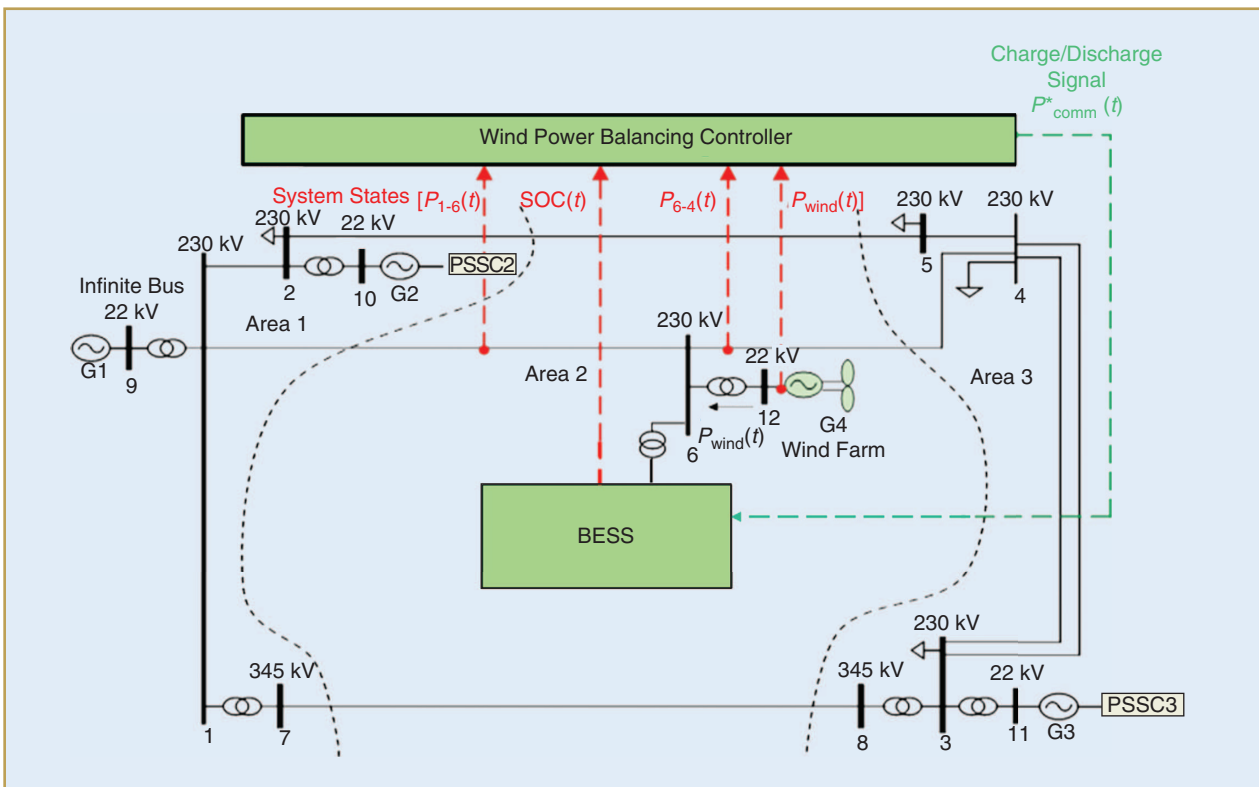 Charge/Discharge
Signal
P*comm (t)
Wind Power Balancing Controller
System States [P1-6(t)
SOC(t)
P6-4(t)
Pwind(t)]
230 kV
230 kV
230 kV
22 kV
230 kV
5
4
PSSC2
2
10
G2
Infinite Bus
22 kV
Area 1
230 kV
G1
9
Area 2
22 kV
Area 3
12
G4
Pwind(t)
Wind Farm
6
BESS
230 kV
345 kV
345 kV
22 kV
PSSC3
1
7
8
3
11
G3